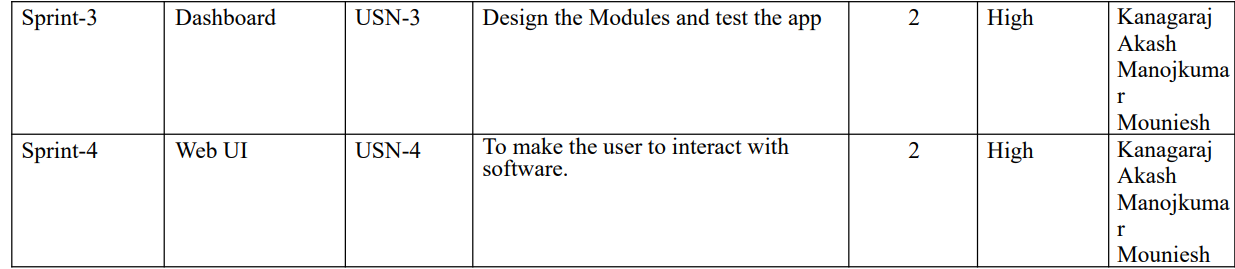 Sprint-3 Dashboard USN-3 Design the Modules and test the app 2 High Kanagaraj
Akash
Manojkuma
r
Mouniesh
Sprint-4 Web UI USN-4 To make the user to interact with 2 High Kanagaraj
software. Akash
Manojkuma
r
Mouniesh